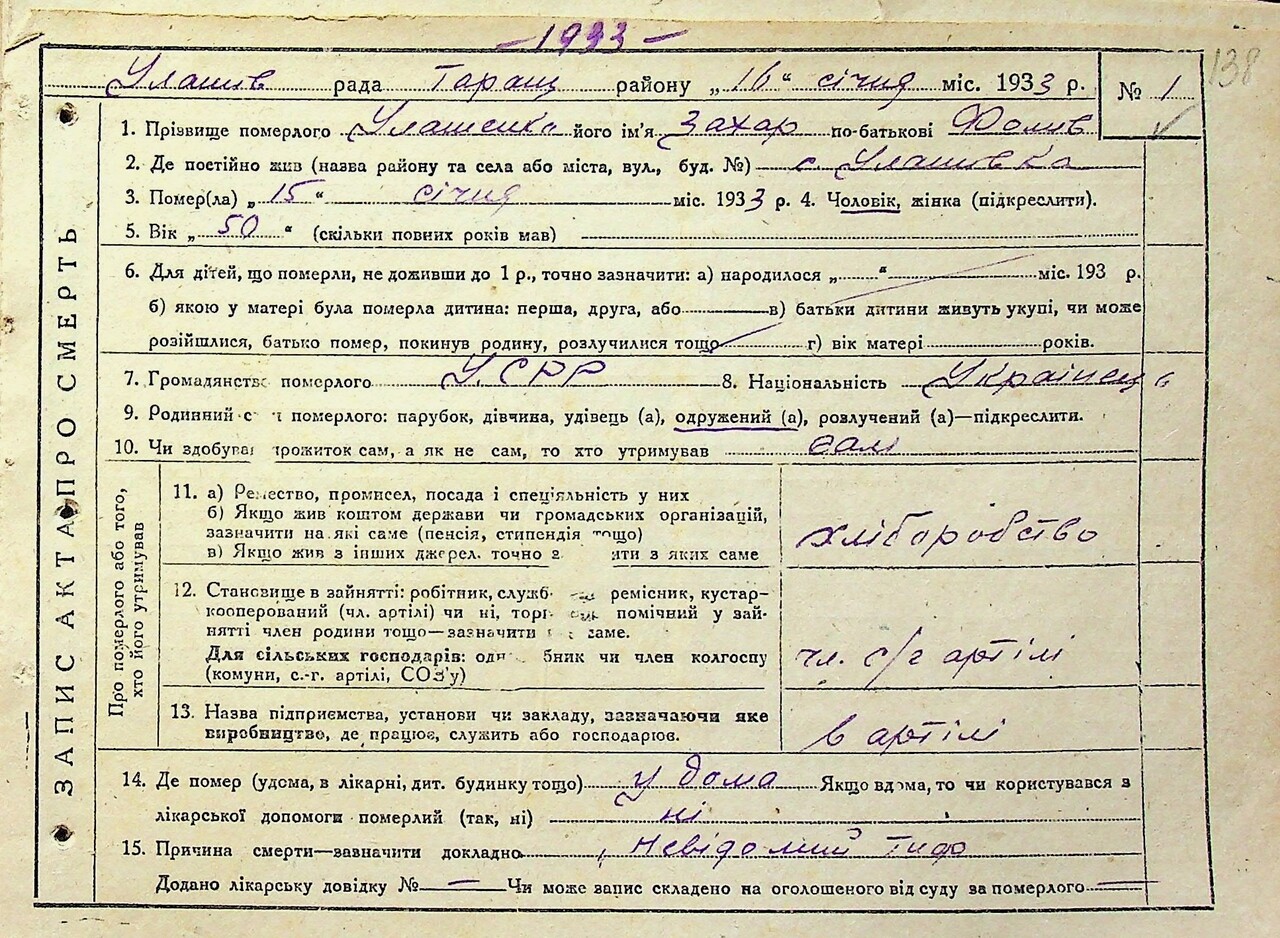 — 1933 —
138
Улашів рада Таращ району „16“ січня міс. 1933 р. № 1
1. Прізвище померлого Улашенко його ім'я Захар по-батькові
2. Де постійно жив (назва району та села або міста, вул., буд. №) с. Улашовка
3. Помер(ла) „15“ січня міс. 1933 р. 4. Чоловік, жінка (підкреслити).
5. Вік „50“ (скільки повних років мав)
6. Для дітей, що померли, не доживши до 1 р., точно зазначити: а) народилося „ “ міс. 193 р.
б) якою у матері була померла дитина: перша, друга, або в) батьки дитини живуть укупі, чи може
розійшлися, батько помер, покинув родину, розлучилися тощо г) вік матері років.
7. Громадянство померлого У.СРР 8. Національність Українець
9. Родинний с н померлого: парубок, дівчина, удівець (а), одружений (а), розлучений (а)—підкреслити.
10. Чи здобував прожиток сам, а як не сам, то хто утримував сам
ЗАПИС АКТА ПРО СМЕРТЬ
Про померлого або того,
хто його утримував
11. а) Ремество, промисел, посада і спеціяльність у них
б) Якщо жив коштом держави чи громадських організацій,
зазначити на які саме (пенсія, стипендія тощо)
в) Якщо жив з інших джерел, точно з ити з яких саме
хліборобство
12. Становище в зайнятті: робітник, служб ремісник, кустар-
кооперований (чл. артілі) чи ні, торг помічний у зай-
нятті член родини тощо—зазначити саме.
Для сільських господарів: одн бник чи член колгоспу
(комуни, с.-г. артілі, СОЗ'у)
чл. с/г артілі
13. Назва підприємства, установи чи закладу, зазначаючи яке
виробництво, де працює, служить або господарює.
в артілі
14. Де помер (удома, в лікарні, дит. будинку тощо) у дома Якщо вдома, то чи користувався з
лікарської допомоги померлий (так, ні) ні
15. Причина смерти—зазначити докладно невідомий тиф
Додано лікарську довідку № — Чи може запис складено на оголошеного від суду за померлого —